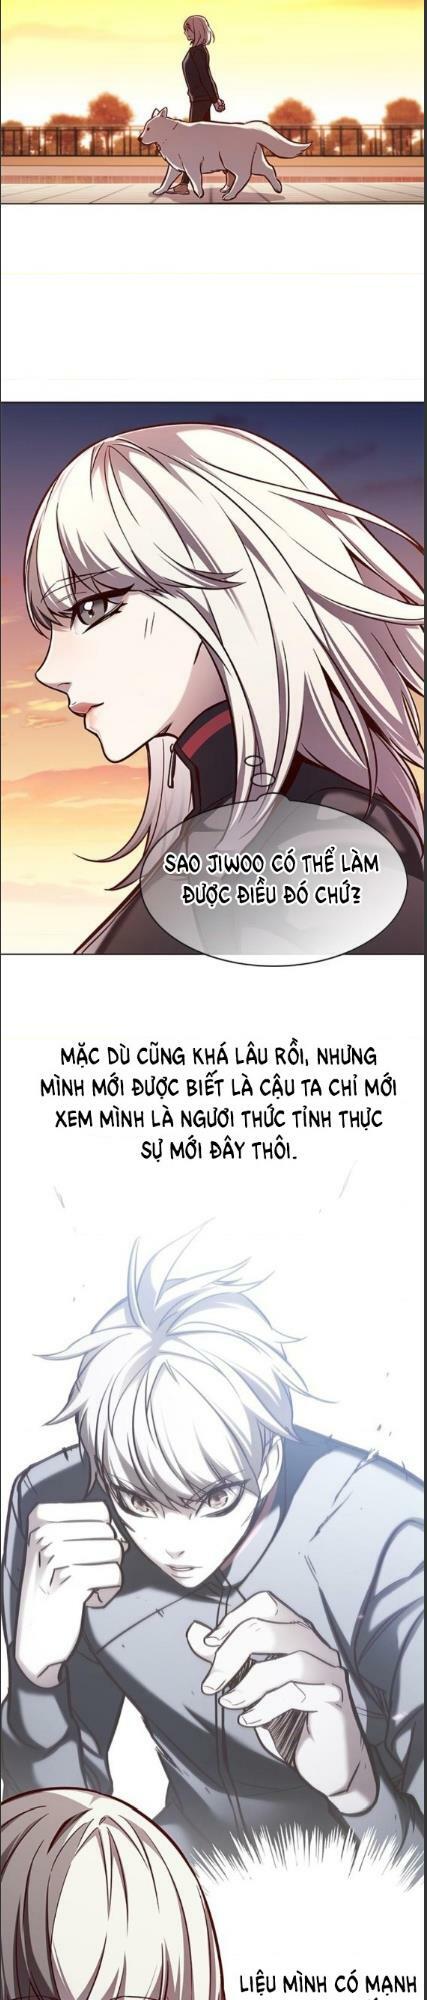 SAO JIWOO CÓ THỂ LÀM
ĐƯỢC ĐIỀU ĐÓ CHỨ?
MẶC DÙ CŨNG KHÁ LÂU RỒI, NHƯNG
MÌNH MỚI ĐƯỢC BIẾT LÀ CẬU TA CHỈ MỚI
XEM MÌNH LÀ NGƯƠI THỨC TỈNH THỰC
SỰ MỚI ĐÂY THÔI.
LIỆU MÌNH CÓ MẠNH